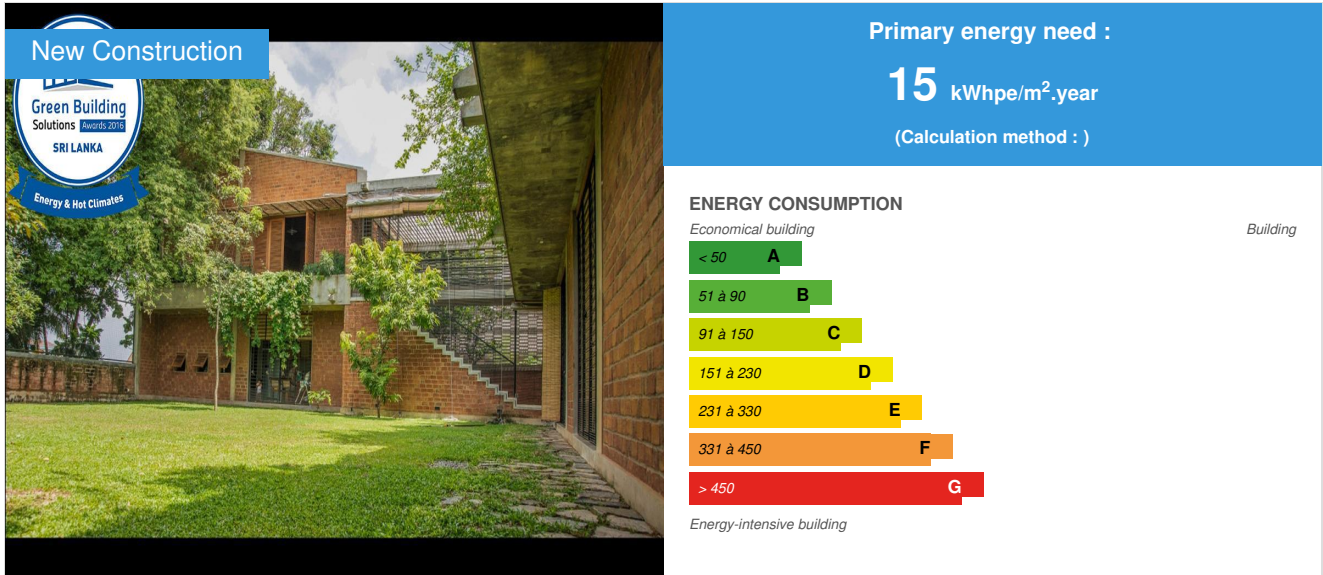 New Construction
Green Building
Solutions Awards 2016
SRI LANKA
Energy & Hot Climates
Primary energy need :
15 kWhpe/m².year
(Calculation method : )
ENERGY CONSUMPTION
Economical building
Building
< 50 A
51 à 90 B
91 à 150 C
151 à 230 D
231 à 330 E
331 à 450 F
> 450 G
Energy-intensive building